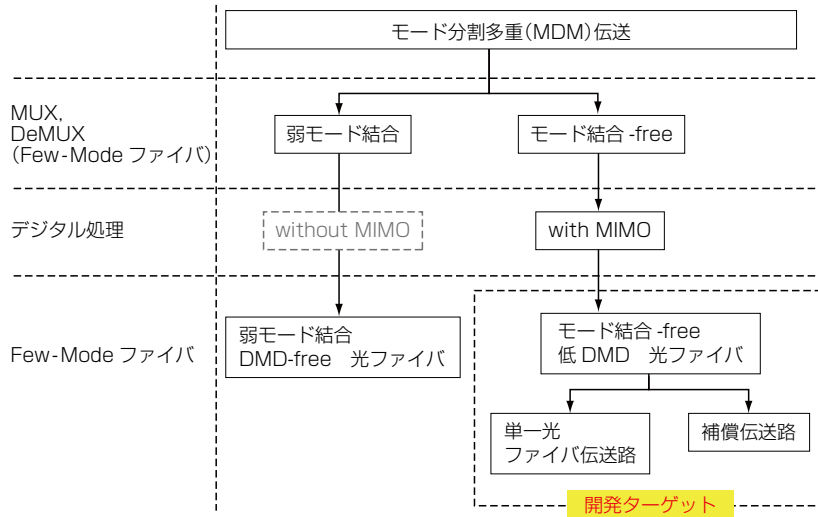 モード分割多重(MDM)伝送
MUX,
DeMUX
(Few-Mode ファイバ)
弱モード結合
モード結合 -free
デジタル処理
without MIMO
with MIMO
Few-Mode ファイバ
弱モード結合
DMD-free 光ファイバ
モード結合 -free
低 DMD 光ファイバ
単一光
ファイバ伝送路
補償伝送路
開発ターゲット